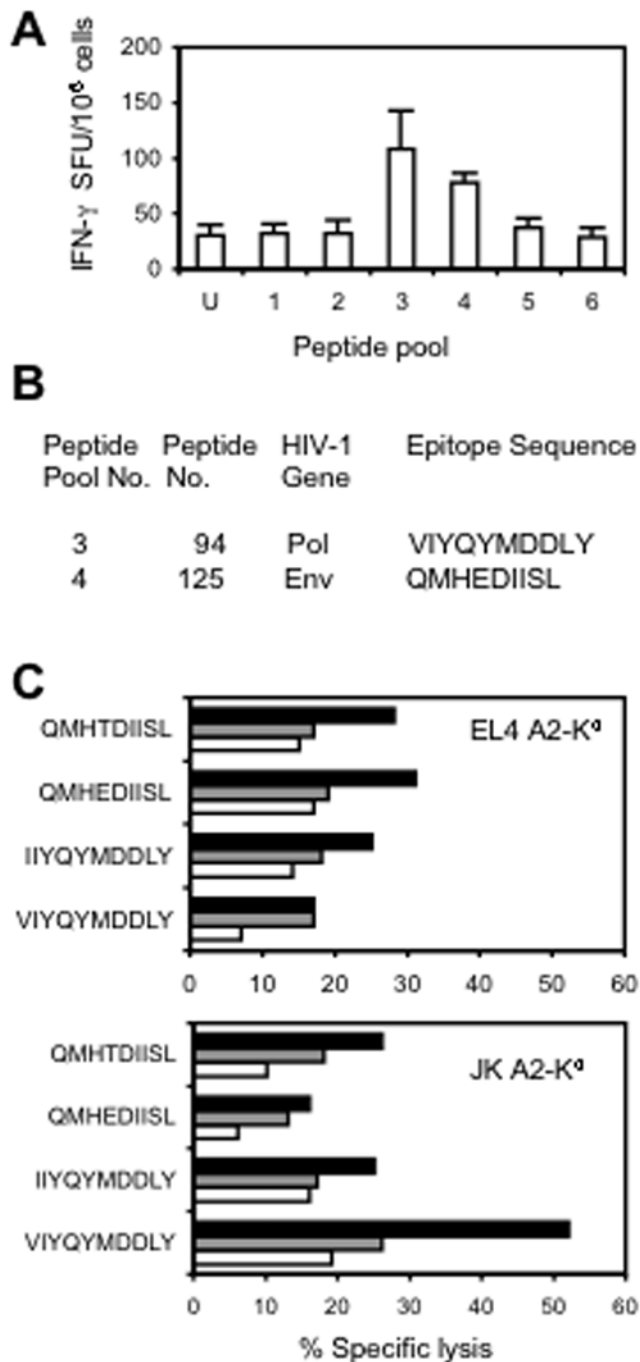 A
IFN-γ SFU/10⁶ cellls
200
150
100
50
0
U 1 2 3 4 5 6
Peptide pool
B
Peptide Peptide HIV-1 Epitope Sequence
Pool No. No. Gene
3 94 Pol VIYQYMDDLY
4 125 Env QMHEDIISL
C
EL4 A2-Kᵈ
QMHTDIISL
QMHEDIISL
IIYQYMDDLY
VIYQYMDDLY
0 10 20 30 40 50 60
JK A2-Kᵈ
QMHTDIISL
QMHEDIISL
IIYQYMDDLY
VIYQYMDDLY
0 10 20 30 40 50 60
% Specific lysis